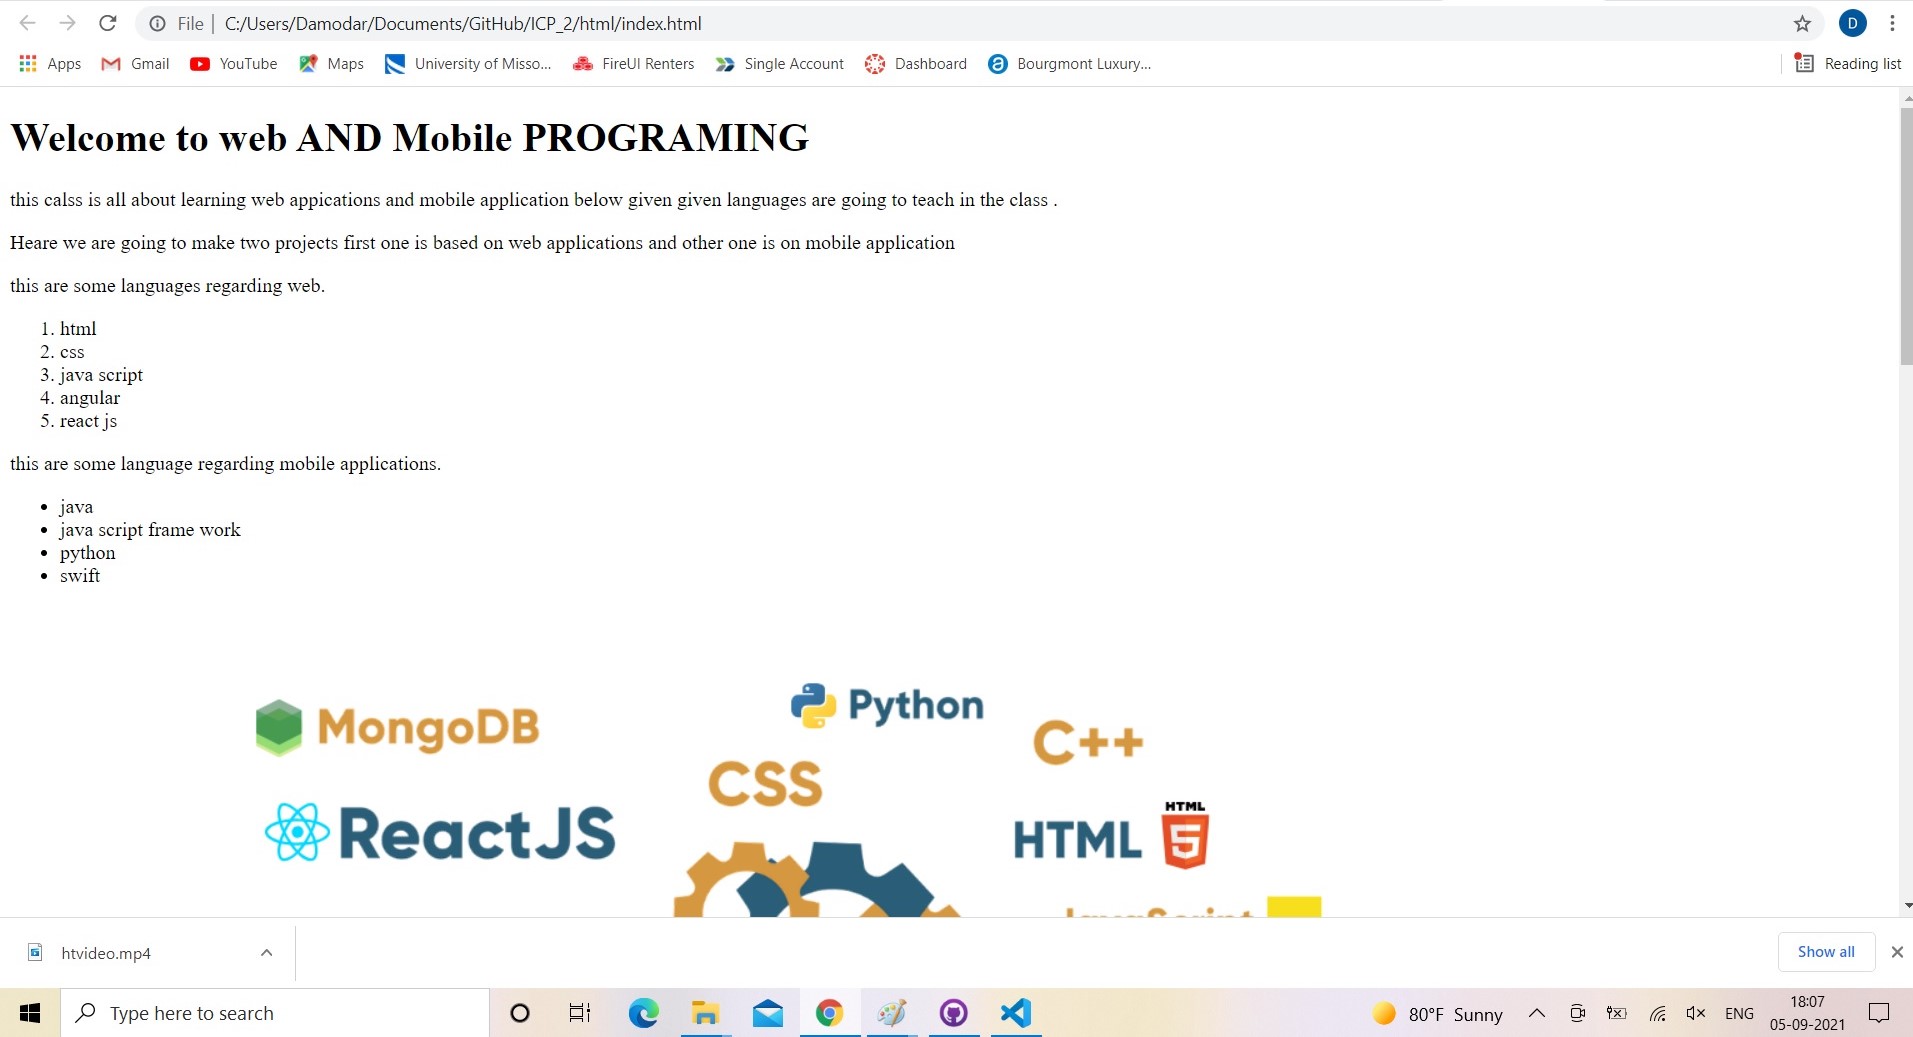 File | C:/Users/Damodar/Documents/GitHub/ICP_2/html/index.html
D
Apps Gmail YouTube Maps University of Misso... FireUI Renters Single Account Dashboard Bourgmont Luxury... Reading list
Welcome to web AND Mobile PROGRAMING
this calss is all about learning web appications and mobile application below given given languages are going to teach in the class .
Heare we are going to make two projects first one is based on web applications and other one is on mobile application
this are some languages regarding web.
1. html
2. css
3. java script
4. angular
5. react js
this are some language regarding mobile applications.
• java
• java script frame work
• python
• swift
Python
MongoDB
C++
CSS
ReactJS
HTML
HTML 5
JavaScript
htvideo.mp4
Show all
Type here to search
80°F Sunny
ENG
18:07
05-09-2021